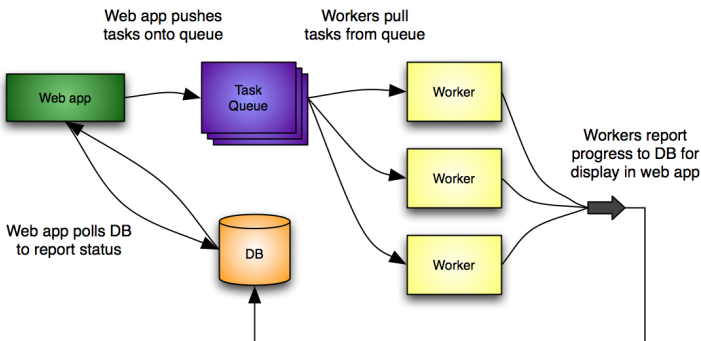 Web app pushes
tasks onto queue
Workers pull
tasks from queue
Web app
Task
Queue
Worker
Worker
Worker
Workers report
progress to DB for
display in web app
Web app polls DB
to report status
DB